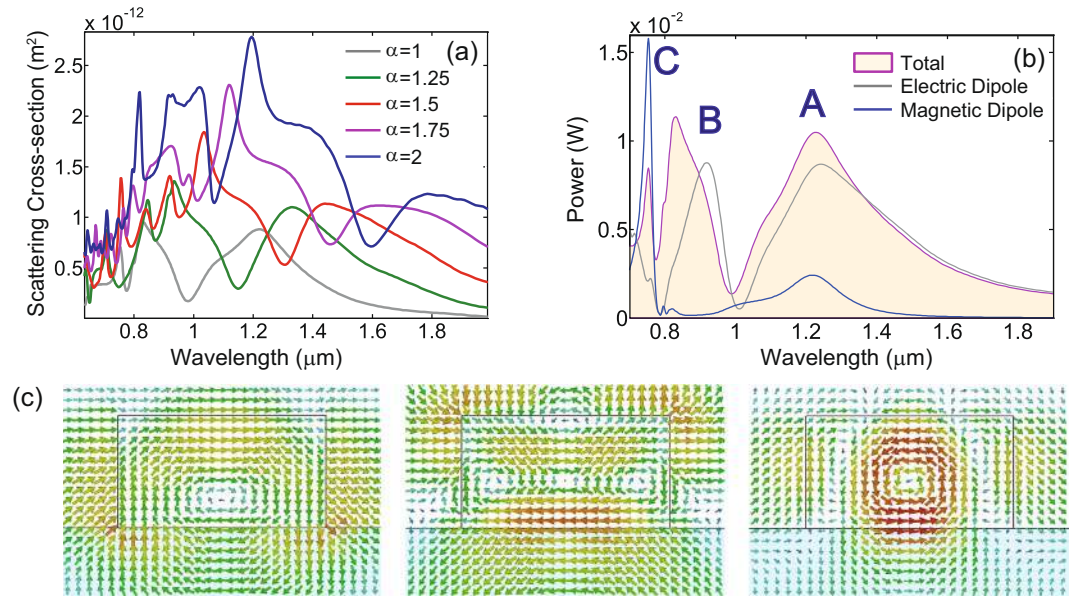 x 10⁻¹²
Scattering Cross-section (m²)
2.5
2
1.5
1
0.5
0.8
1
1.2
1.4
1.6
1.8
Wavelength (μm)
(a)
α=1
α=1.25
α=1.5
α=1.75
α=2
x 10⁻²
Power (W)
1.5
1
0.5
0
0.8
1
1.2
1.4
1.6
1.8
Wavelength (μm)
(b)
Total
Electric Dipole
Magnetic Dipole
C
B
A
(c)